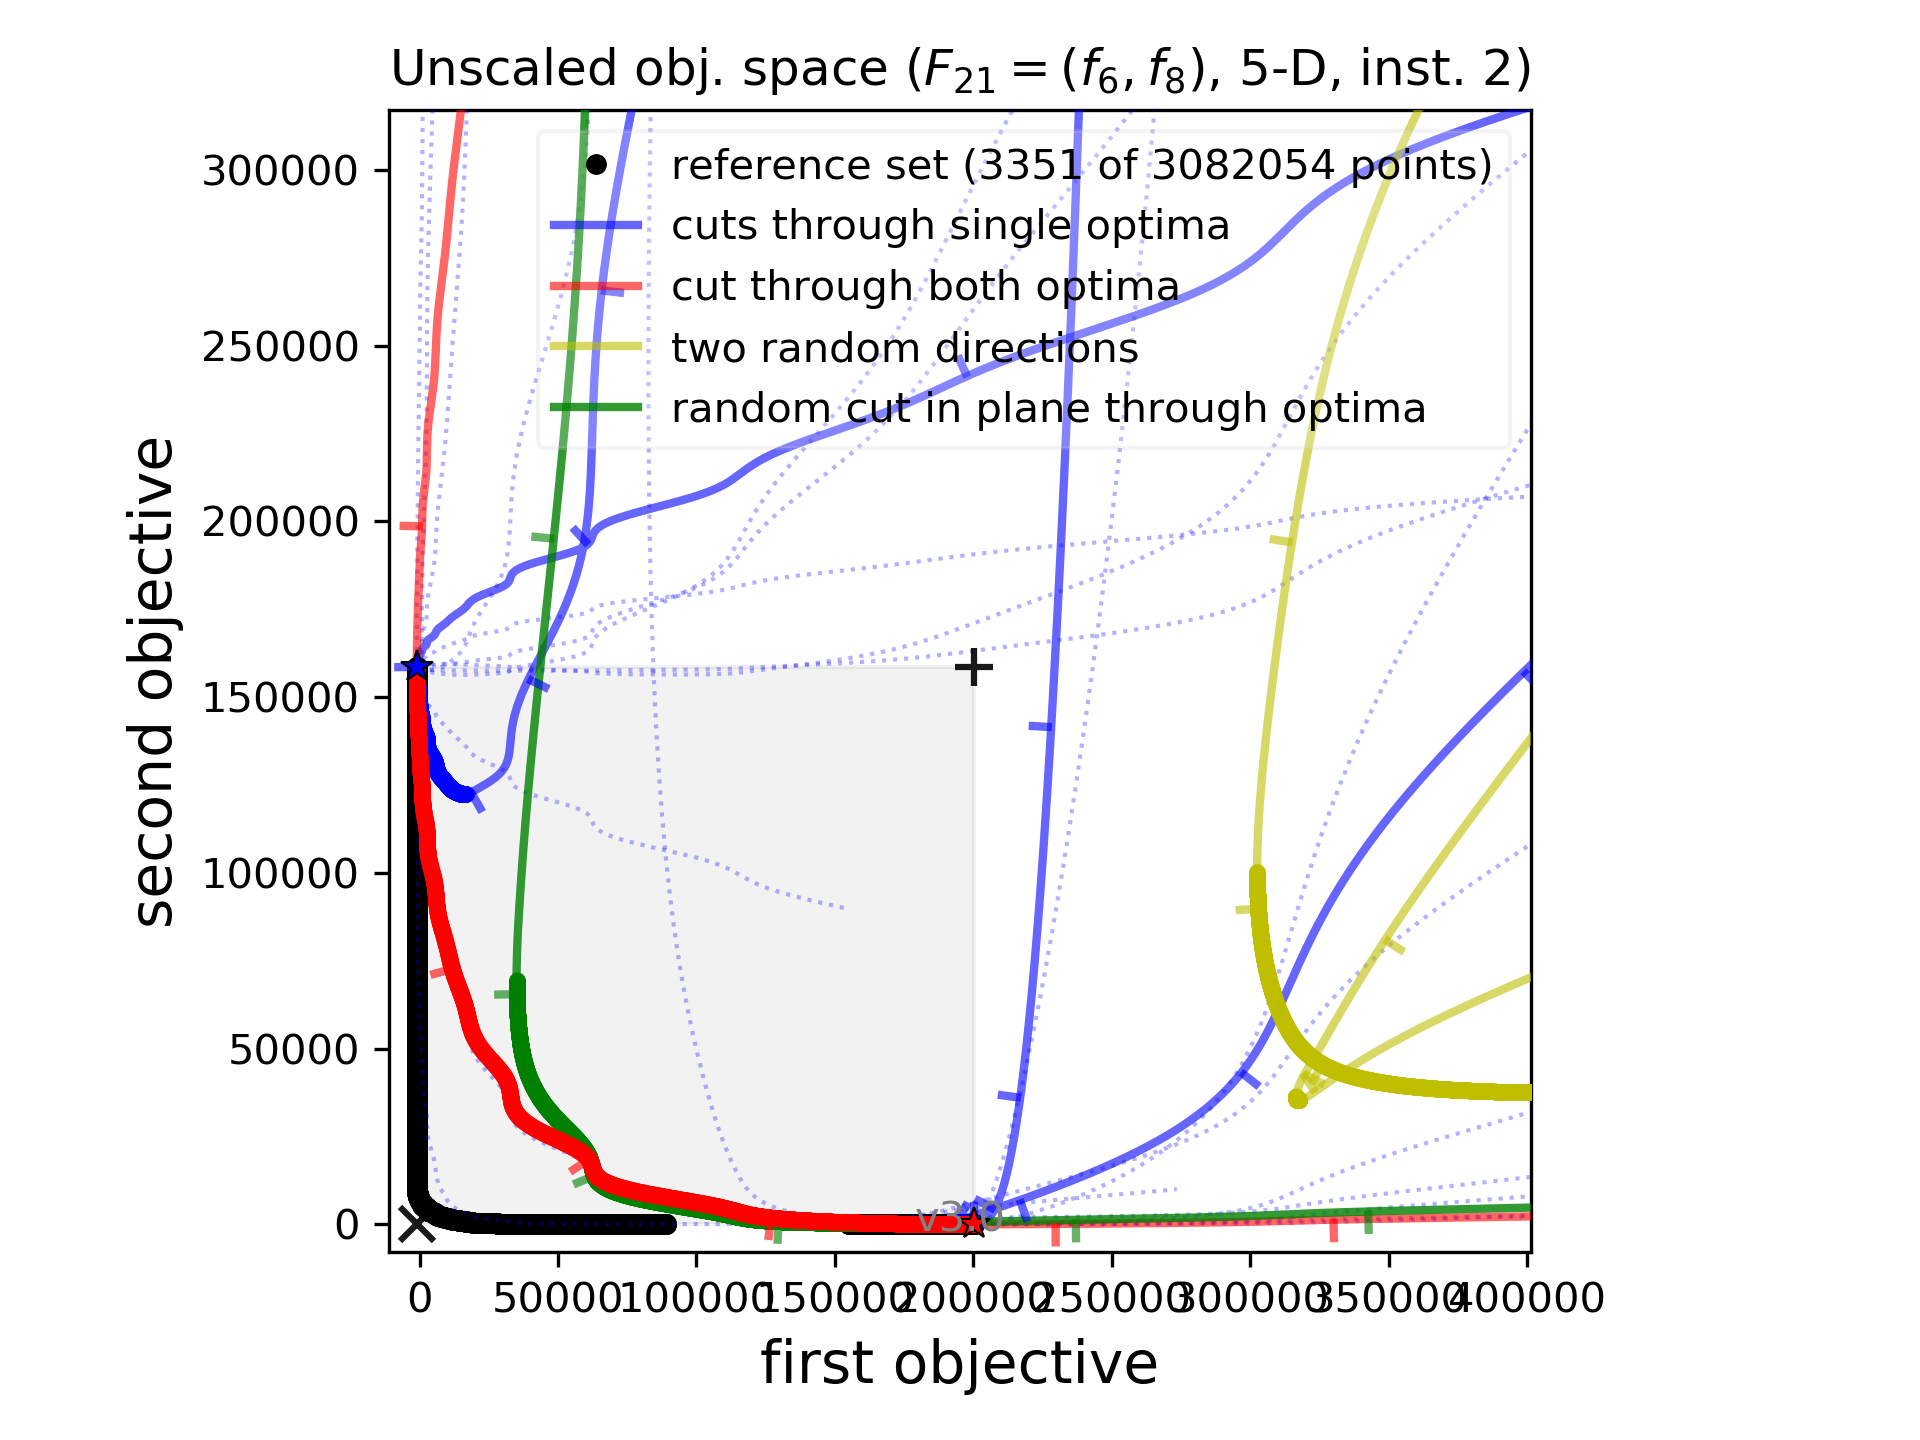 Unscaled obj. space (F₂₁ = (f₆, f₈), 5-D, inst. 2)
reference set (3351 of 3082054 points)
cuts through single optima
cut through both optima
two random directions
random cut in plane through optima
300000
250000
200000
150000
100000
50000
0
second objective
v3.0
0 50000 100000 150000 200000 250000 300000 350000 400000
first objective